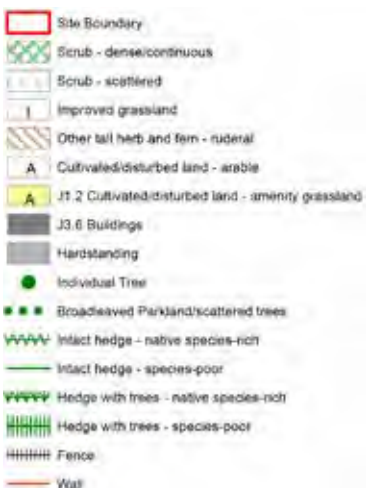 Site Boundary
Scrub - dense/continuous
Scrub - scattered
I Improved grassland
Other tall herb and fern - ruderal
A Cultivated/disturbed land - arable
A J1.2 Cultivated/disturbed land - amenity grassland
J3.6 Buildings
Hardstanding
Individual Tree
Broadleaved Parkland/scattered trees
Intact hedge - native species-rich
Intact hedge - species-poor
Hedge with trees - native species-rich
Hedge with trees - species-poor
Fence
Wall